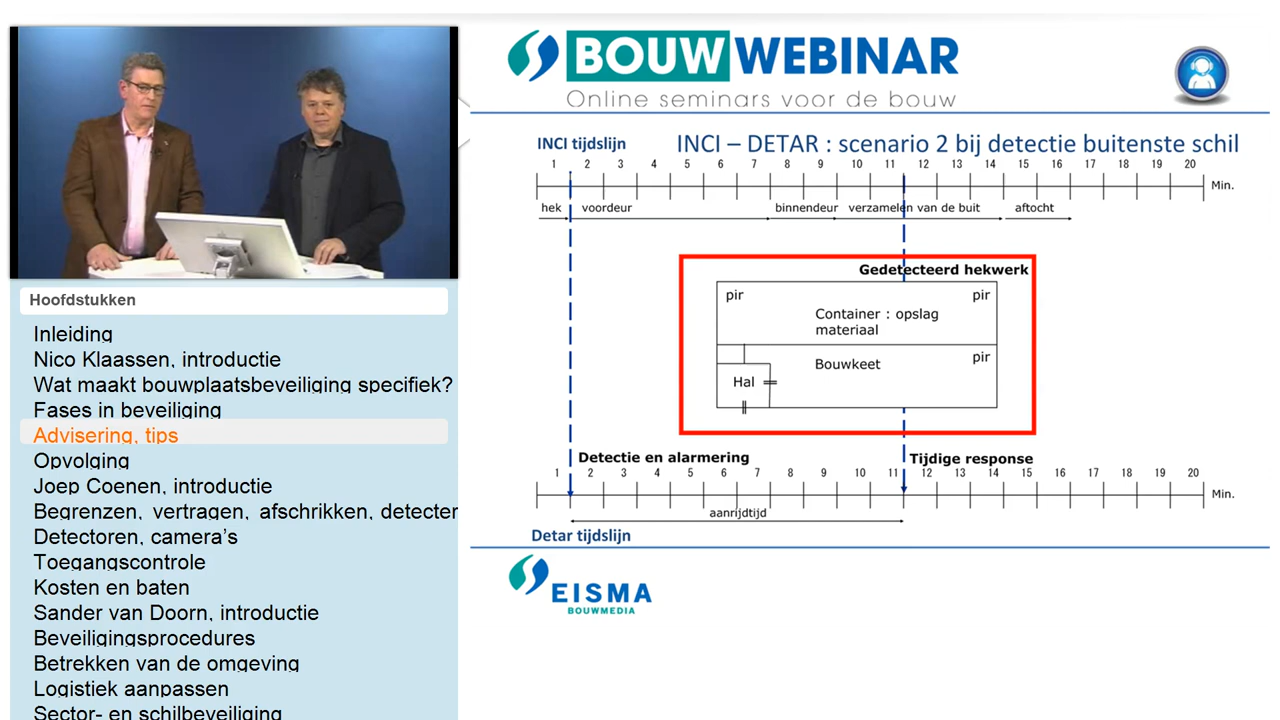 BOUW WEBINAR
Online seminars voor de bouw
Hoofdstukken
Inleiding
Nico Klaassen, introductie
Wat maakt bouwplaatsbeveiliging specifiek?
Fases in beveiliging
Advisering, tips
Opvolging
Joep Coenen, introductie
Begrenzen, vertragen, afschrikken, detecter
Detectoren, camera's
Toegangscontrole
Kosten en baten
Sander van Doorn, introductie
Beveiligingsprocedures
Betrekken van de omgeving
Logistiek aanpassen
Sector- en schilbeveiliging
INCI tijdslijn
INCI – DETAR : scenario 2 bij detectie buitenste schil
1 2 3 4 5 6 7 8 9 10 11 12 13 14 15 16 17 18 19 20
Min.
hek voordeur binnendeur verzamelen van de buit aftocht
Gedetecteerd hekwerk
pir pir
Container : opslag
materiaal
pir
Bouwkeet
Hal
Detectie en alarmering Tijdige response
1 2 3 4 5 6 7 8 9 10 11 12 13 14 15 16 17 18 19 20
Min.
aanrijdtijd
Detar tijdslijn
EISMA
BOUWMEDIA